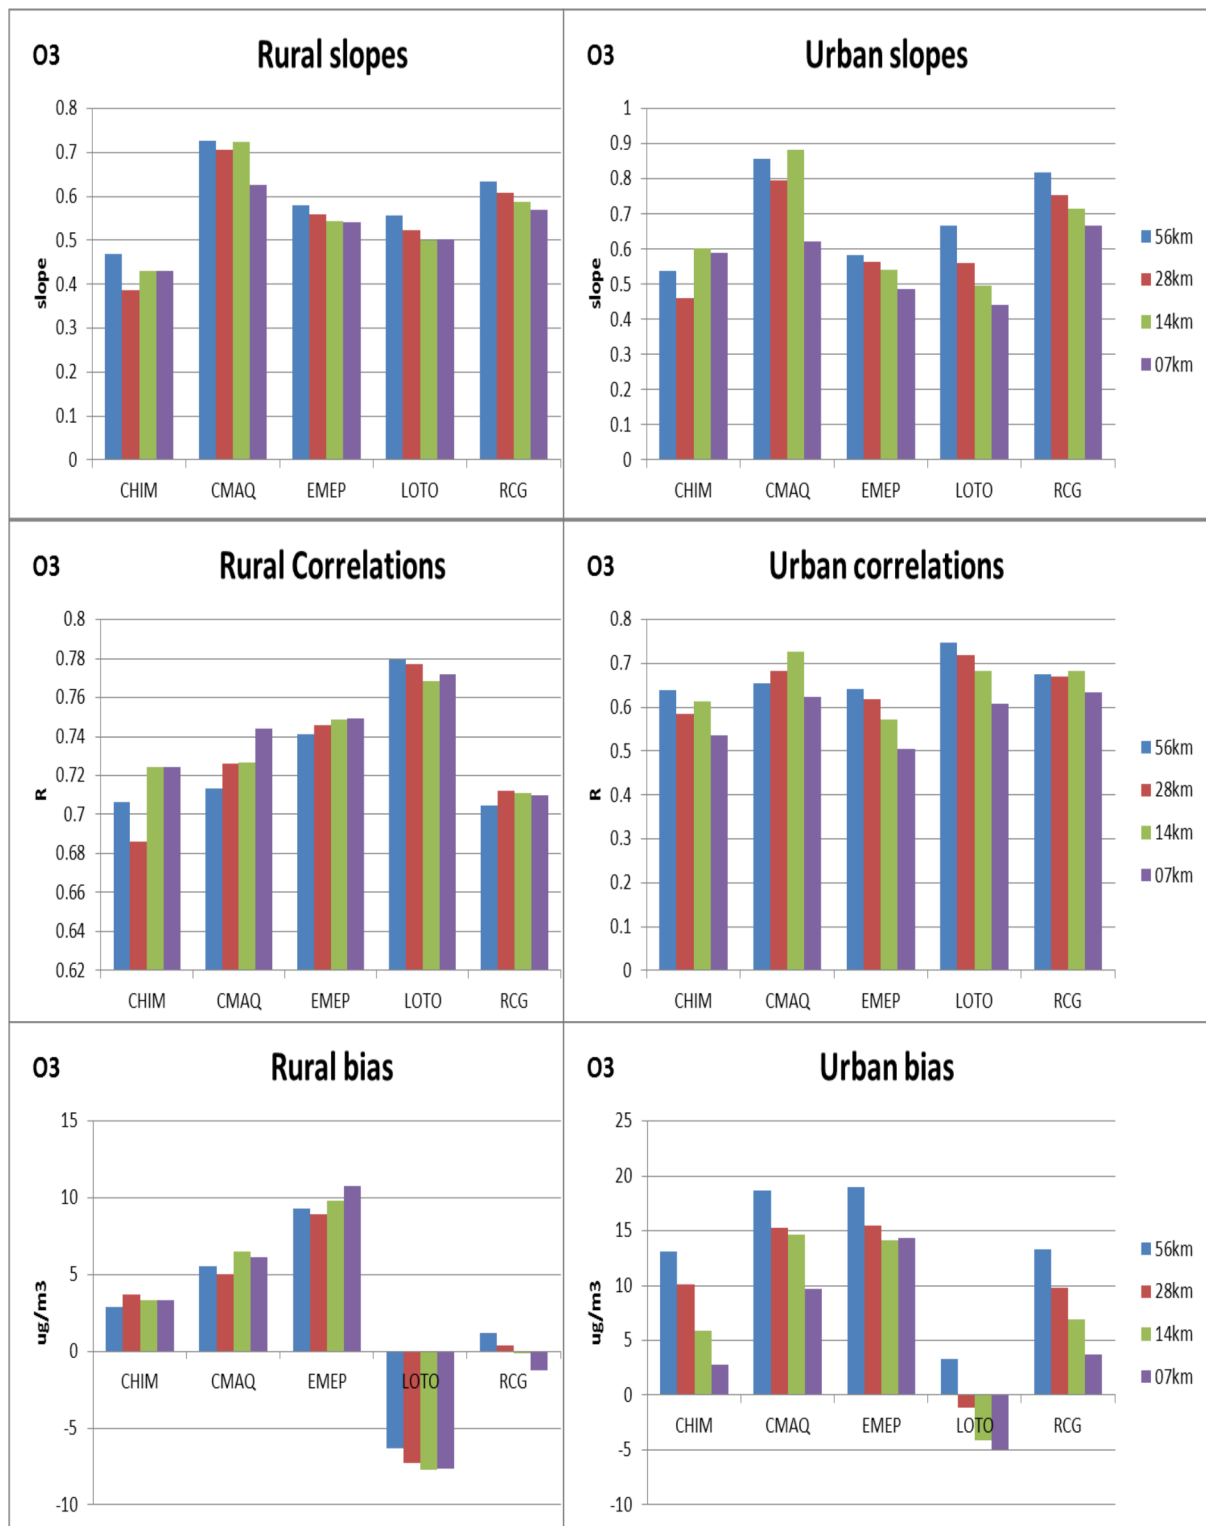 O3 Rural slopes
0.8
0.7
0.6
0.5
0.4
0.3
0.2
0.1
0
slope
CHIM CMAQ EMEP LOTO RCG
O3 Urban slopes
1
0.9
0.8
0.7
0.6
0.5
0.4
0.3
0.2
0.1
0
slope
CHIM CMAQ EMEP LOTO RCG
56km
28km
14km
07km
O3 Rural Correlations
0.8
0.78
0.76
0.74
0.72
0.7
0.68
0.66
0.64
0.62
R
CHIM CMAQ EMEP LOTO RCG
O3 Urban correlations
0.8
0.7
0.6
0.5
0.4
0.3
0.2
0.1
0
R
CHIM CMAQ EMEP LOTO RCG
56km
28km
14km
07km
O3 Rural bias
15
10
5
0
-5
-10
ug/m3
CHIM CMAQ EMEP LOTO RCG
O3 Urban bias
25
20
15
10
5
0
-5
-10
ug/m3
CHIM CMAQ EMEP LOTO RCG
56km
28km
14km
07km